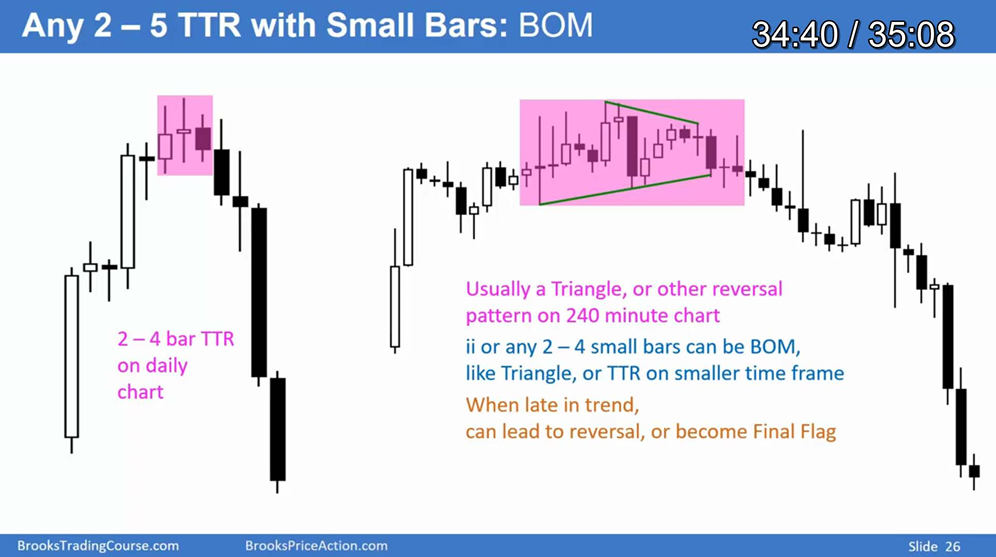 Any 2 – 5 TTR with Small Bars: BOM
34:40 / 35:08
2 – 4 bar TTR
on daily
chart
Usually a Triangle, or other reversal
pattern on 240 minute chart
ii or any 2 – 4 small bars can be BOM,
like Triangle, or TTR on smaller time frame
When late in trend,
can lead to reversal, or become Final Flag
BrooksTradingCourse.com
BrooksPriceAction.com
Slide 26